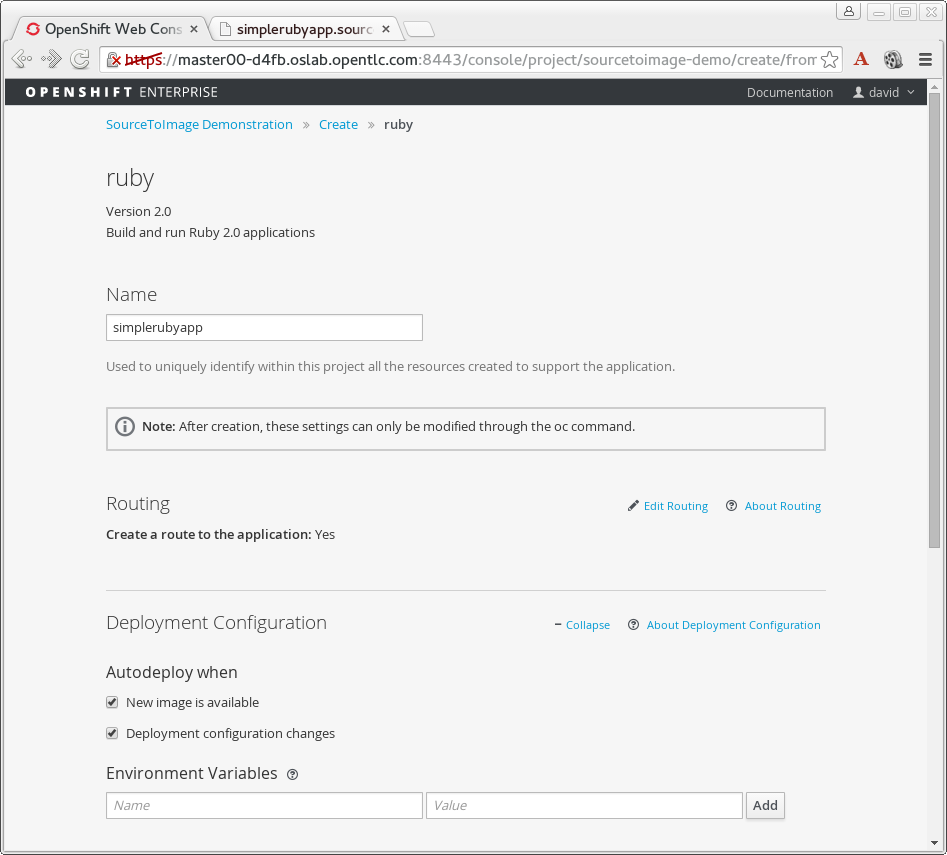 OpenShift Web Cons
simplerubyapp.sourc
https://master00-d4fb.oslab.opentlc.com:8443/console/project/sourcetoimage-demo/create/from
A
OPENSHIFT ENTERPRISE
Documentation
david
SourceToImage Demonstration » Create » ruby
ruby
Version 2.0
Build and run Ruby 2.0 applications
Name
simplerubyapp
Used to uniquely identify within this project all the resources created to support the application.
Note: After creation, these settings can only be modified through the oc command.
Routing
Edit Routing
About Routing
Create a route to the application: Yes
Deployment Configuration
Collapse
About Deployment Configuration
Autodeploy when
New image is available
Deployment configuration changes
Environment Variables
Name
Value
Add